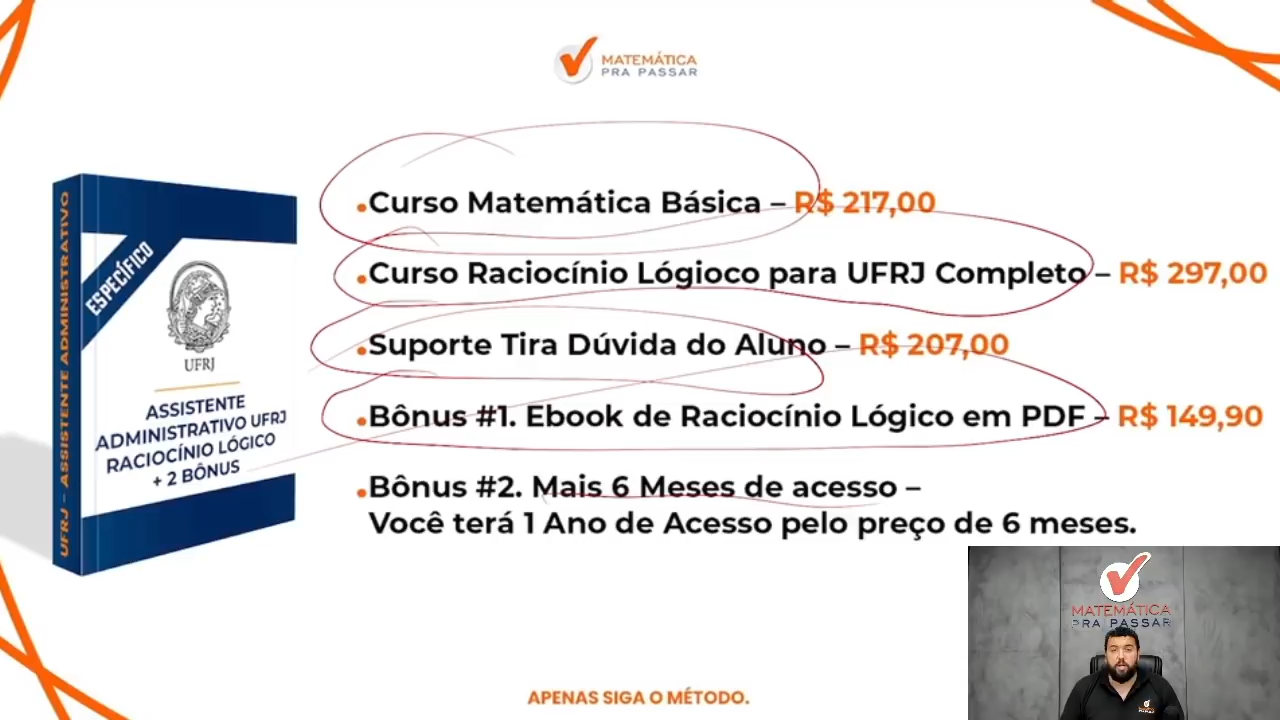 MATEMÁTICA
PRA PASSAR
•Curso Matemática Básica – R$ 217,00
•Curso Raciocínio Lógioco para UFRJ Completo – R$ 297,00
•Suporte Tira Dúvida do Aluno – R$ 207,00
•Bônus #1. Ebook de Raciocínio Lógico em PDF – R$ 149,90
•Bônus #2. Mais 6 Meses de acesso –
Você terá 1 Ano de Acesso pelo preço de 6 meses.
UFRJ – ASSISTENTE ADMINISTRATIVO
ESPECÍFICO
UFRJ
ASSISTENTE
ADMINISTRATIVO UFRJ
RACIOCÍNIO LÓGICO
+ 2 BÔNUS
MATEMÁTICA
PRA PASSAR
APENAS SIGA O MÉTODO.